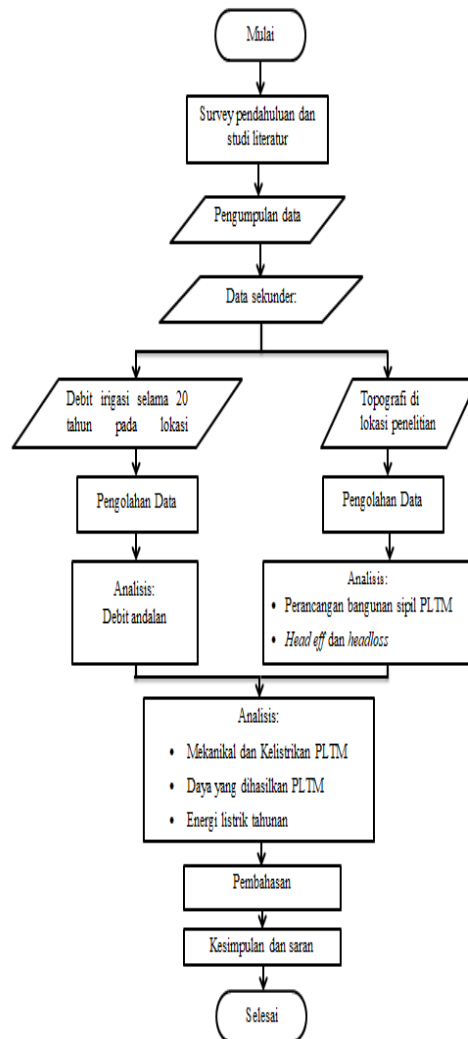 Mulai
Survey pendahuluan dan
studi literatur
Pengumpulan data
Data sekunder:
Debit irigasi selama 20
tahun pada lokasi
Topografi di
lokasi penelitian
Pengolahan Data
Pengolahan Data
Analisis:
Debit andalan
Analisis:
• Perancangan bangunan sipil PLTM
• Head eff dan headloss
Analisis:
• Mekanikal dan Kelistrikan PLTM
• Daya yang dihasilkan PLTM
• Energi listrik tahunan
Pembahasan
Kesimpulan dan saran
Selesai